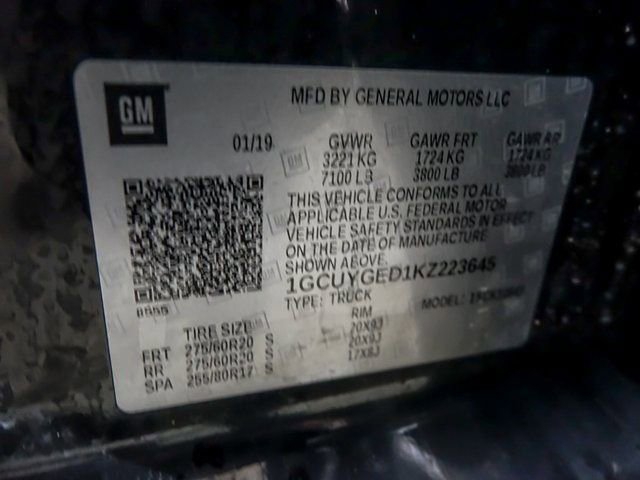 GM
MFD BY GENERAL MOTORS LLC
01/19 GVWR GAWR FRT GAWR RR
3221 KG 1724 KG 1724 KG
7100 LB 3800 LB 3800 LB
THIS VEHICLE CONFORMS TO ALL
APPLICABLE U.S. FEDERAL MOTOR
VEHICLE SAFETY STANDARDS IN EFFECT
ON THE DATE OF MANUFACTURE
SHOWN ABOVE.
1GCUYGED1KZ223645
TYPE: TRUCK MODEL:
TIRE SIZE RIM
FRT 275/60R20 S 20X9J
RR 275/60R20 S 20X9J
SPA 255/80R17 S 17X8J